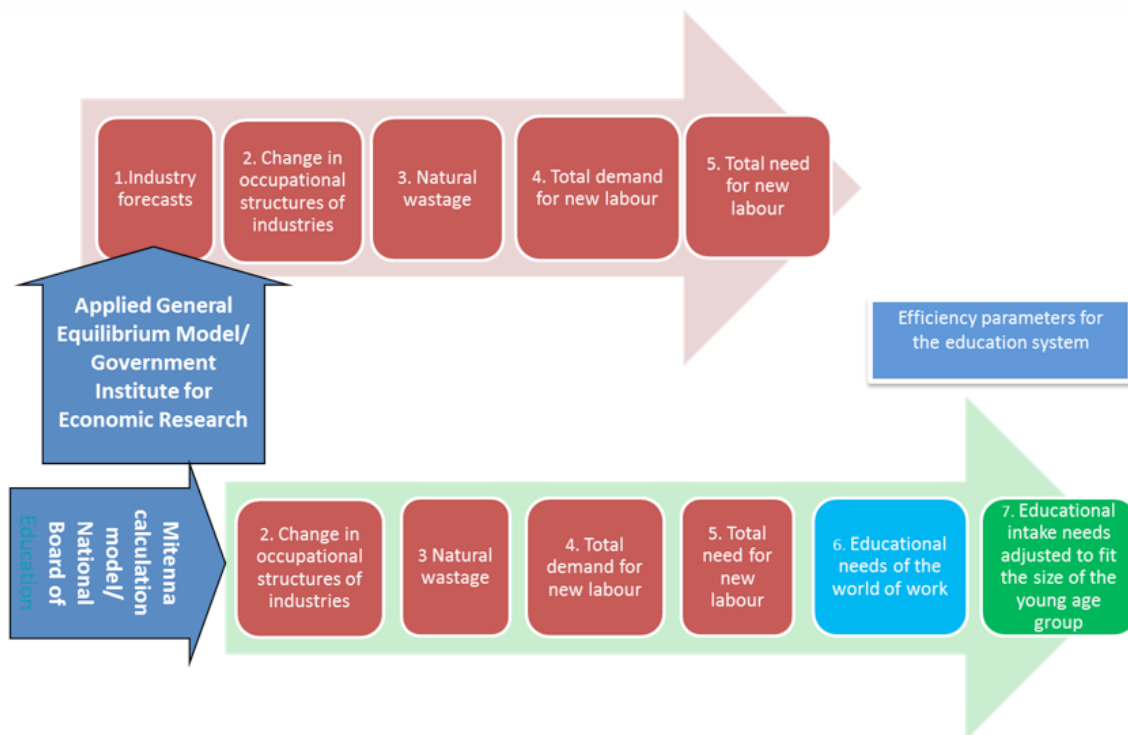 1.Industry
forecasts
2. Change in
occupational
structures of
industries
3. Natural
wastage
4. Total demand
for new labour
5. Total need
for new
labour
Applied General
Equilibrium Model/
Government
Institute for
Economic Research
Efficiency parameters for
the education system
Mitenna
calculation
model/
National
Board of
Education
2. Change in
occupational
structures of
industries
3 Natural
wastage
4. Total
demand for
new labour
5. Total
need for
new
labour
6. Educational
needs of the
world of work
7. Educational
intake needs
adjusted to fit
the size of the
young age
group